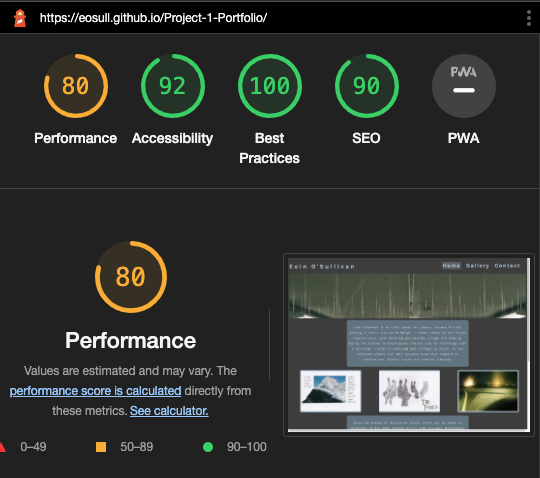 https://eosull.github.io/Project-1-Portfolio/
80 92 100 90 PWA
Performance Accessibility Best SEO PWA
Practices
80
Performance
Values are estimated and may vary. The
performance score is calculated directly from
these metrics. See calculator.
0–49 50–89 90–100
Eoin O'Sullivan Home Gallery Contact